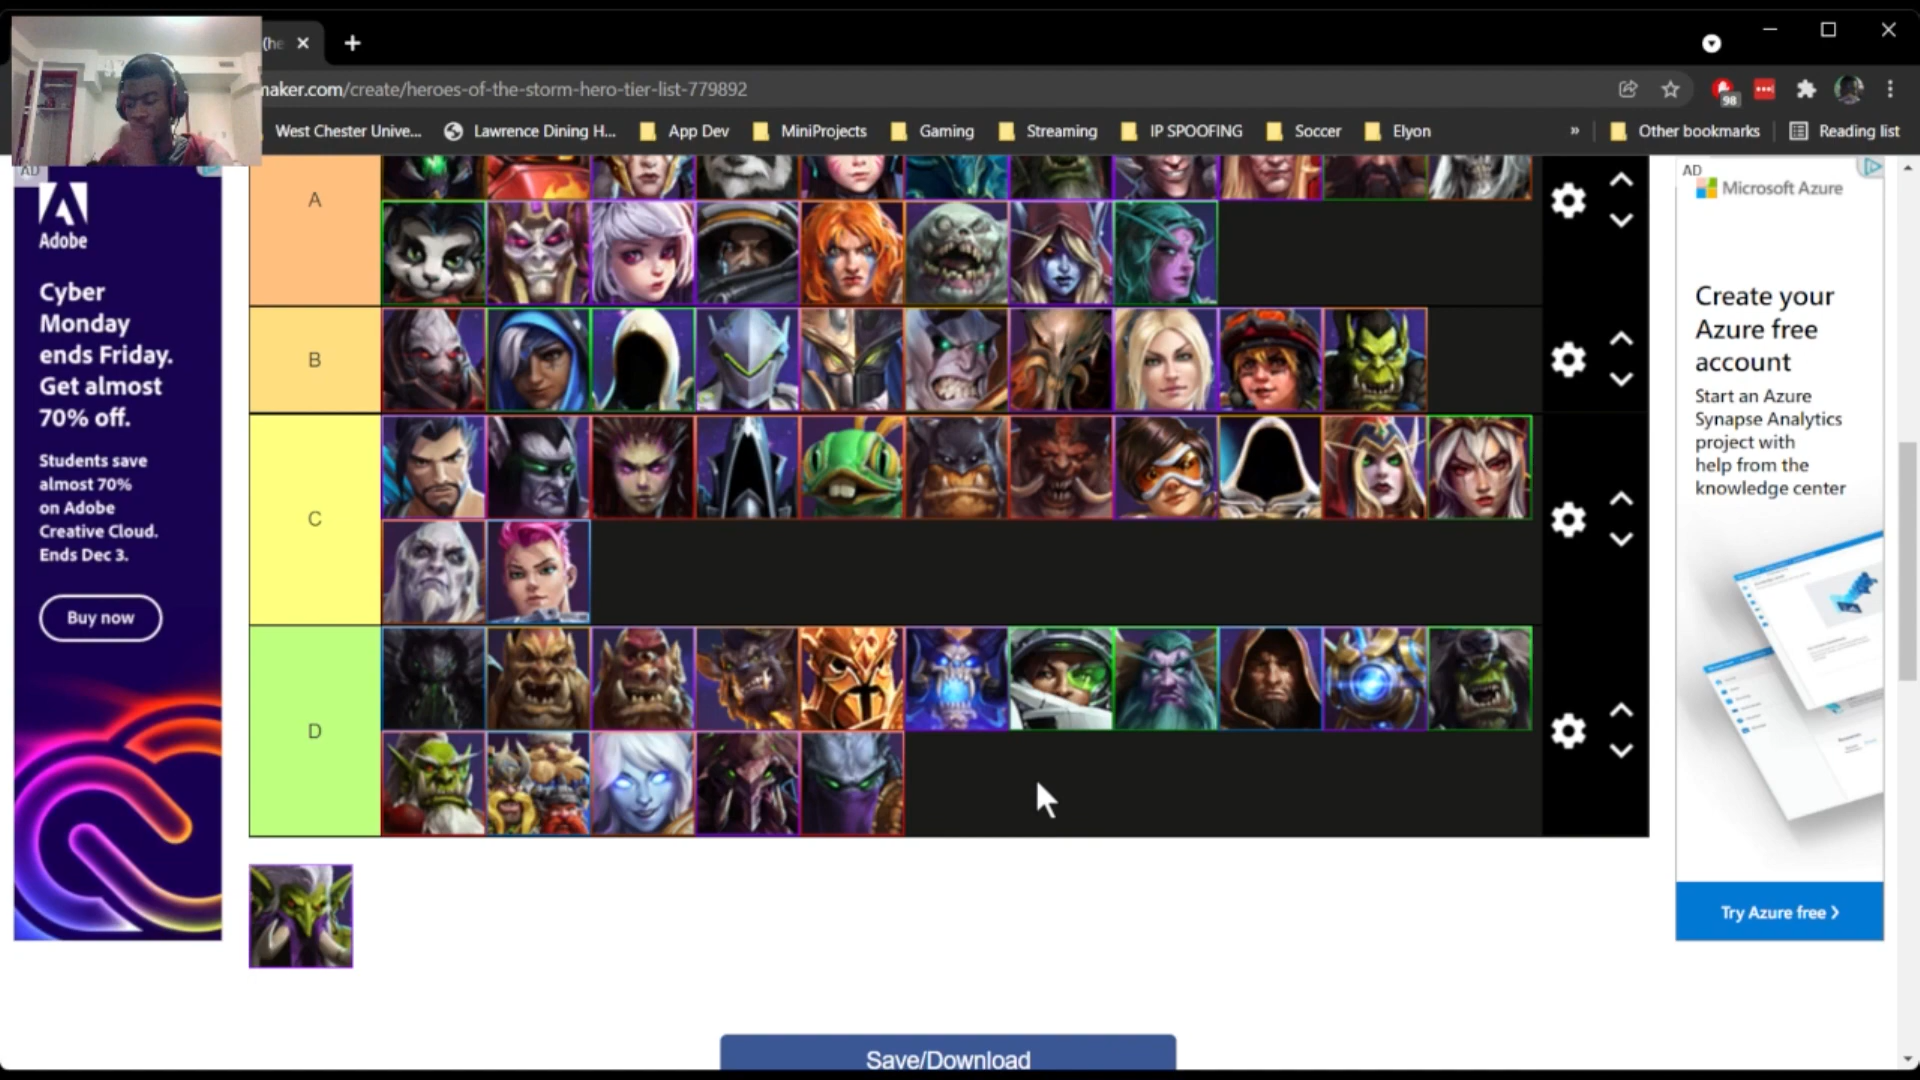 (he
98
naker.com/create/heroes-of-the-storm-hero-tier-list-779892
West Chester Unive...
Lawrence Dining H...
App Dev
MiniProjects
Gaming
Streaming
IP SPOOFING
Soccer
Elyon
»
Other bookmarks
Reading list
AD
Adobe
Cyber
Monday
ends Friday.
Get almost
70% off.
Students save
almost 70%
on Adobe
Creative Cloud.
Ends Dec 3.
Buy now
A
B
C
D
AD
Microsoft Azure
Create your
Azure free
account
Start an Azure
Synapse Analytics
project with
help from the
knowledge center
Try Azure free >
Save/Download